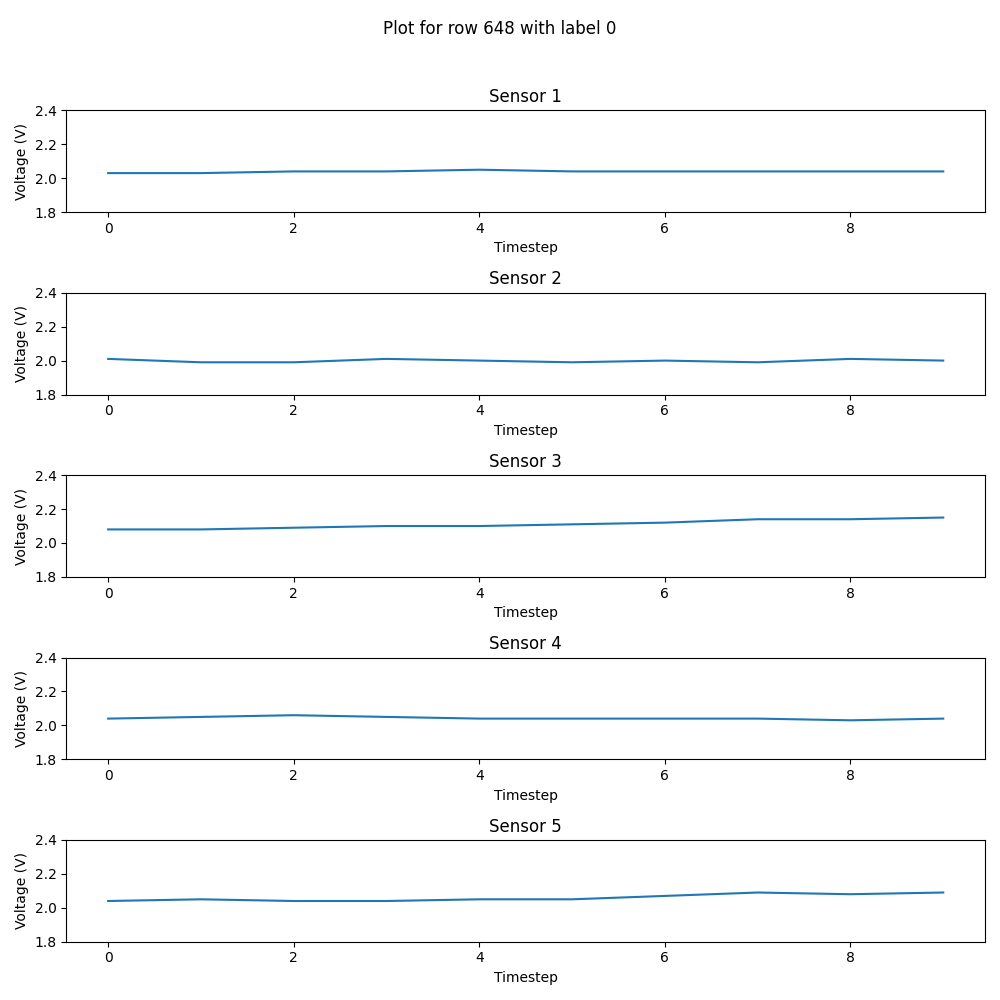 Plot for row 648 with label 0
Sensor 1
2.4
2.2
2.0
1.8
Voltage (V)
0 2 4 6 8
Timestep
Sensor 2
2.4
2.2
2.0
1.8
Voltage (V)
0 2 4 6 8
Timestep
Sensor 3
2.4
2.2
2.0
1.8
Voltage (V)
0 2 4 6 8
Timestep
Sensor 4
2.4
2.2
2.0
1.8
Voltage (V)
0 2 4 6 8
Timestep
Sensor 5
2.4
2.2
2.0
1.8
Voltage (V)
0 2 4 6 8
Timestep